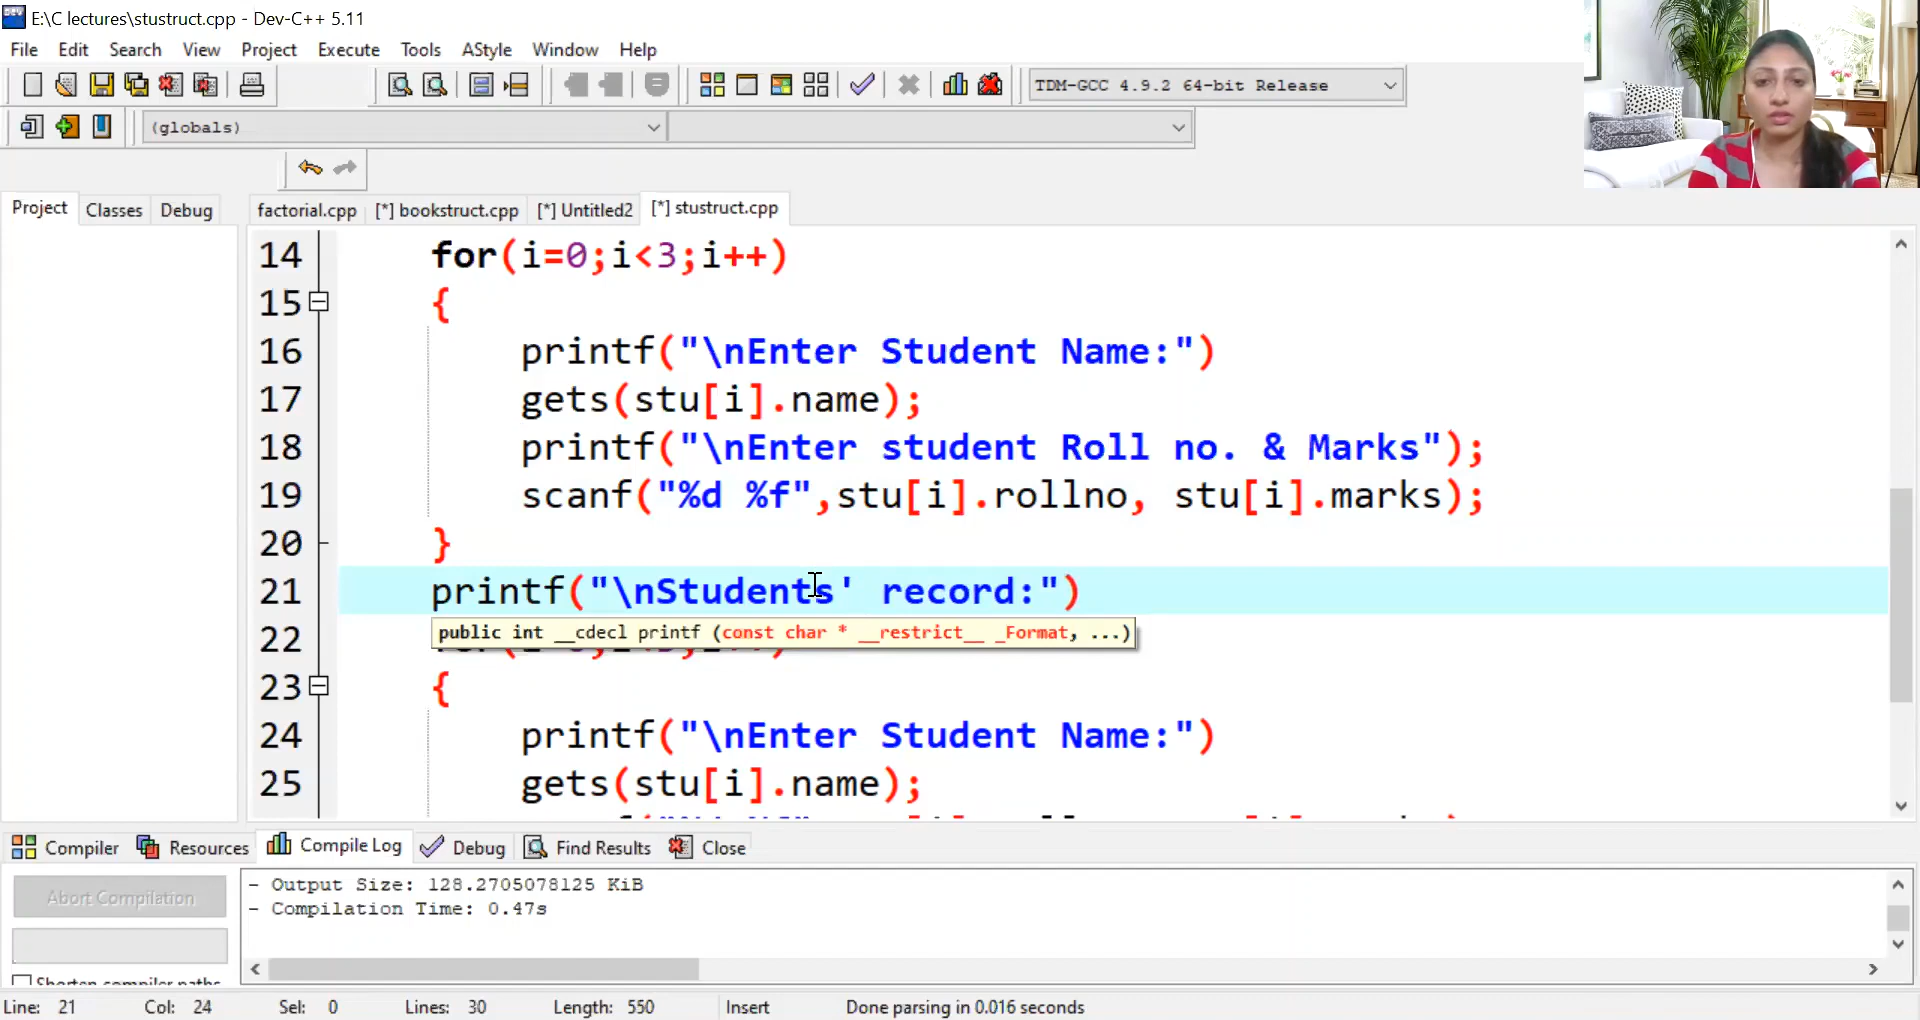 E:\C lectures\stustruct.cpp - Dev-C++ 5.11
File Edit Search View Project Execute Tools AStyle Window Help
TDM-GCC 4.9.2 64-bit Release
(globals)
Project Classes Debug factorial.cpp [*] bookstruct.cpp [*] Untitled2 [*] stustruct.cpp
14 for(i=0;i<3;i++)
15 {
16 printf("\nEnter Student Name:")
17 gets(stu[i].name);
18 printf("\nEnter student Roll no. & Marks");
19 scanf("%d %f",stu[i].rollno, stu[i].marks);
20 }
21 printf("\nStudents' record:")
public int __cdecl printf (const char * __restrict__ _Format, ...)
22
23 {
24 printf("\nEnter Student Name:")
25 gets(stu[i].name);
Compiler Resources Compile Log Debug Find Results Close
Abort Compilation
- Output Size: 128.2705078125 KiB
- Compilation Time: 0.47s
Shorten compiler paths
Line: 21 Col: 24 Sel: 0 Lines: 30 Length: 550 Insert Done parsing in 0.016 seconds